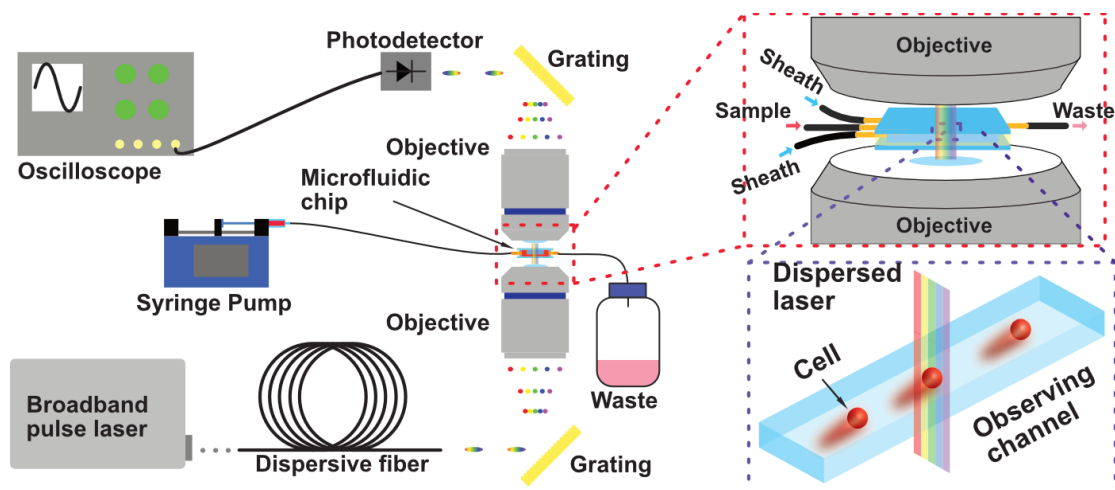 Photodetector
Grating
Oscilloscope
Objective
Microfluidic
chip
Syringe Pump
Objective
Waste
Broadband
pulse laser
Dispersive fiber
Grating
Objective
Sheath
Sample
Waste
Sheath
Objective
Dispersed
laser
Cell
Observing
channel